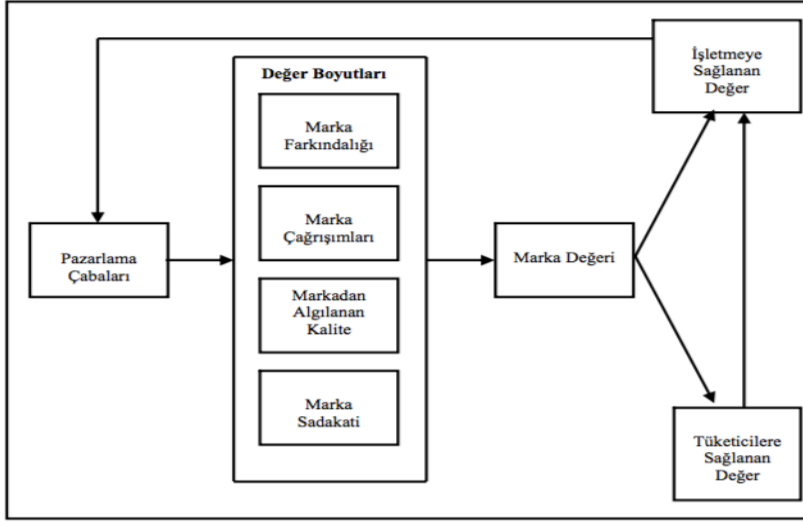 Pazarlama
Çabaları
Değer Boyutları
Marka
Farkındalığı
Marka
Çağrışımları
Markadan
Algılanan
Kalite
Marka
Sadakati
Marka Değeri
İşletmeye
Sağlanan
Değer
Tüketicilere
Sağlanan
Değer